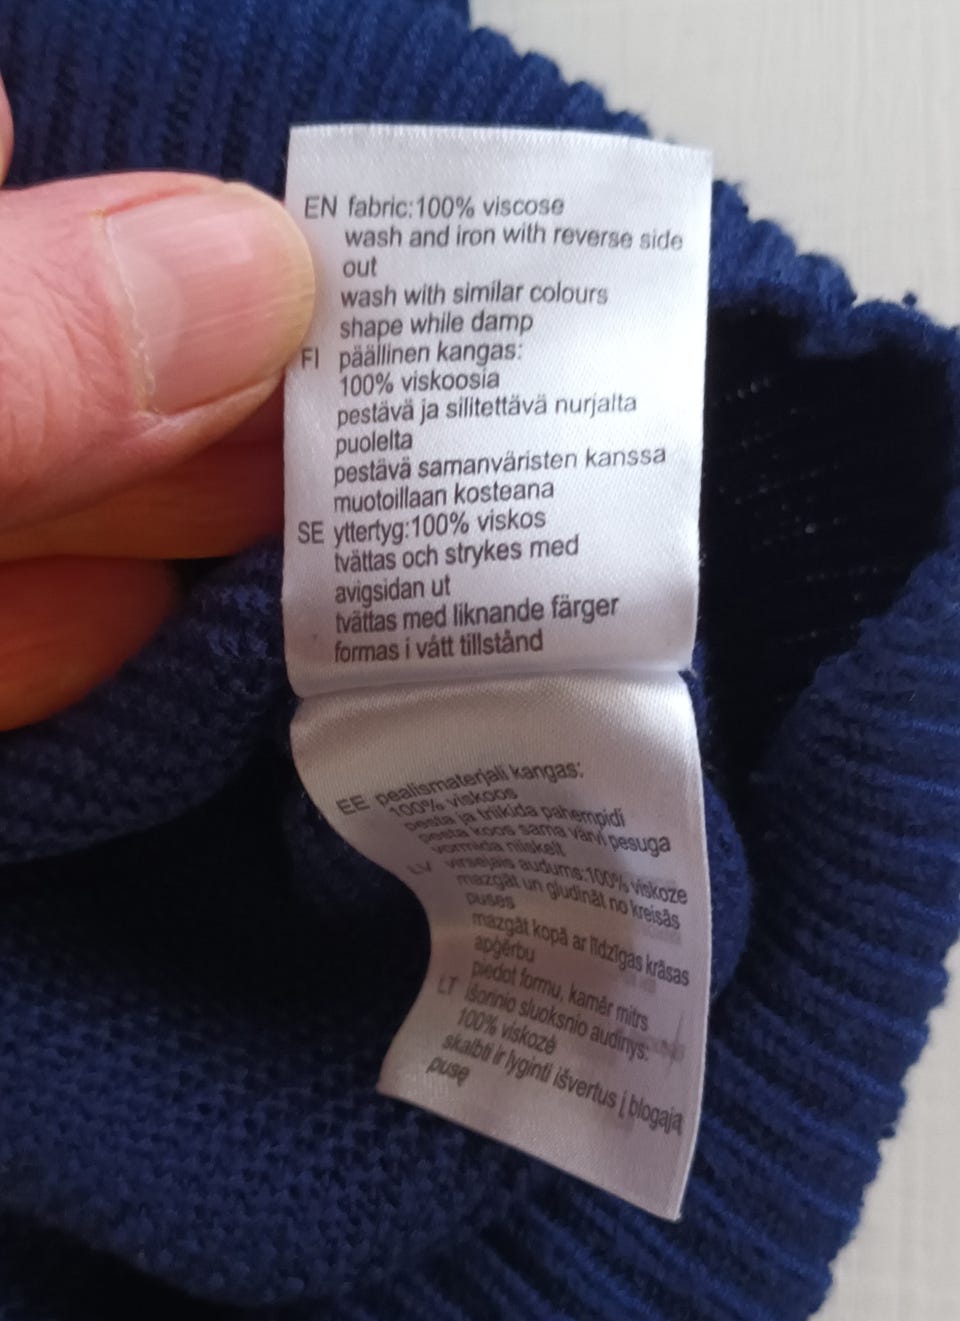 EN fabric:100% viscose
wash and iron with reverse side
out
wash with similar colours
shape while damp
FI päällinen kangas:
100% viskoosia
pestävä ja silitettävä nurjalta
puolelta
pestävä samanväristen kanssa
muotoillaan kosteana
SE yttertyg:100% viskos
tvättas och strykes med
avigsidan ut
tvättas med liknande färger
formas i vått tillstånd
EE pealismaterjali kangas:
100% viskoos
pesta ja triikida pahempidi
pesta koos sama värvi pesuga
vormida niiskelt
LV virsējais audums:100% viskoze
mazgāt un gludināt no kreisās
puses
mazgāt kopā ar līdzīgas krāsas
apģērbu
piedot formu, kamēr mitrs
LT išorinio sluoksnio audinys:
100% viskozė
skalbti ir lyginti išvertus į blogąją
pusę